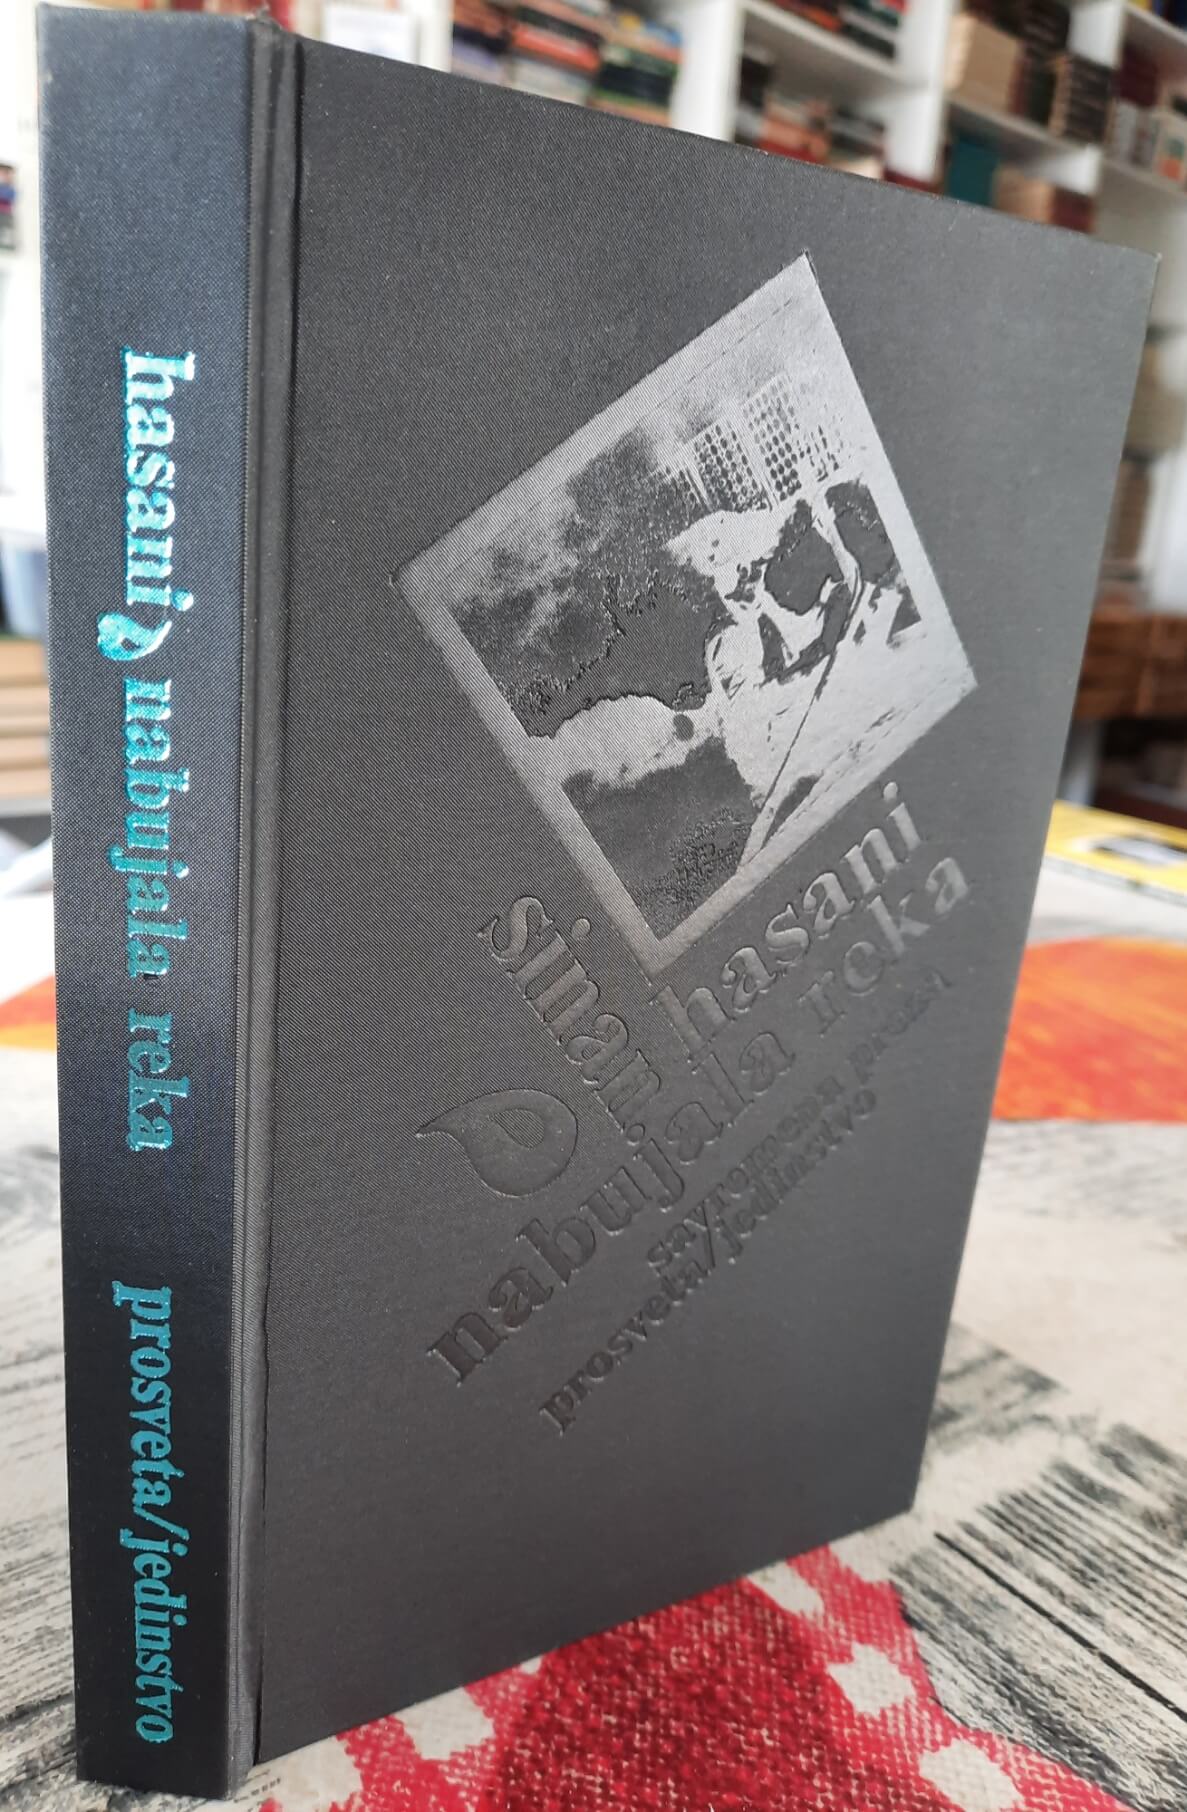 hasani nabujala reka prosveta/jedinstvo
sinan
hasani
nabujala reka
savremena proza
prosveta/jedinstvo